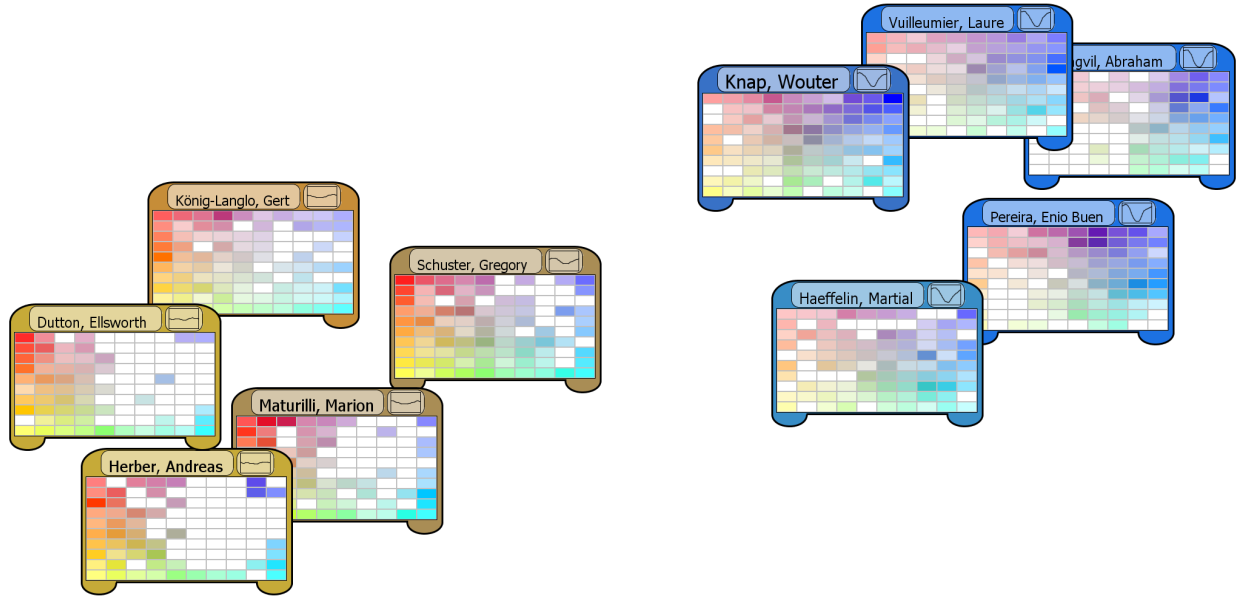 Vuilleumier, Laure
Abraham
Knap, Wouter
König-Langlo, Gert
Pereira, Enio Buen
Schuster, Gregory
Haeffelin, Martial
Dutton, Ellsworth
Maturilli, Marion
Herber, Andreas